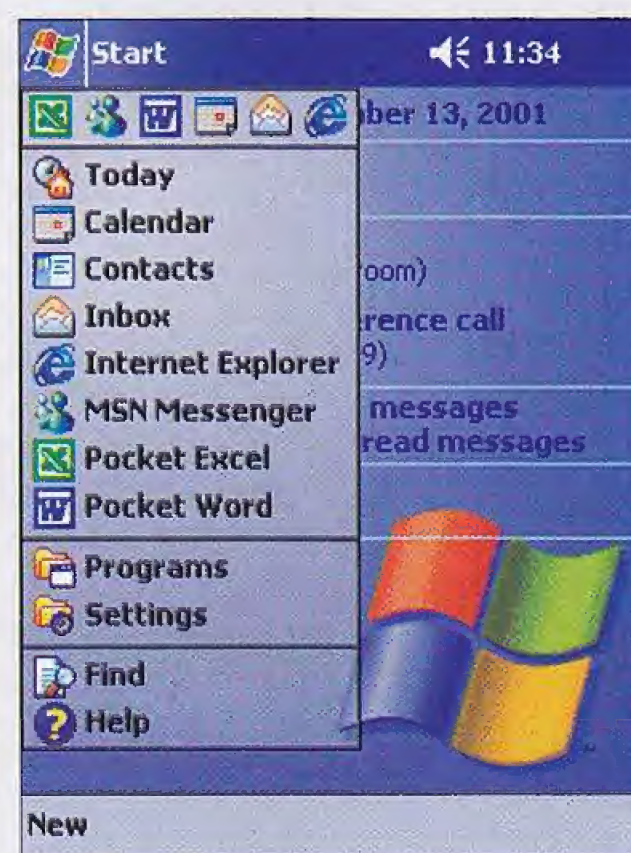 Start 11:34
ber 13, 2001
Today
Calendar
Contacts oom)
Inbox rence call
Internet Explorer 9)
MSN Messenger messages
Pocket Excel read messages
Pocket Word
Programs
Settings
Find
Help
New